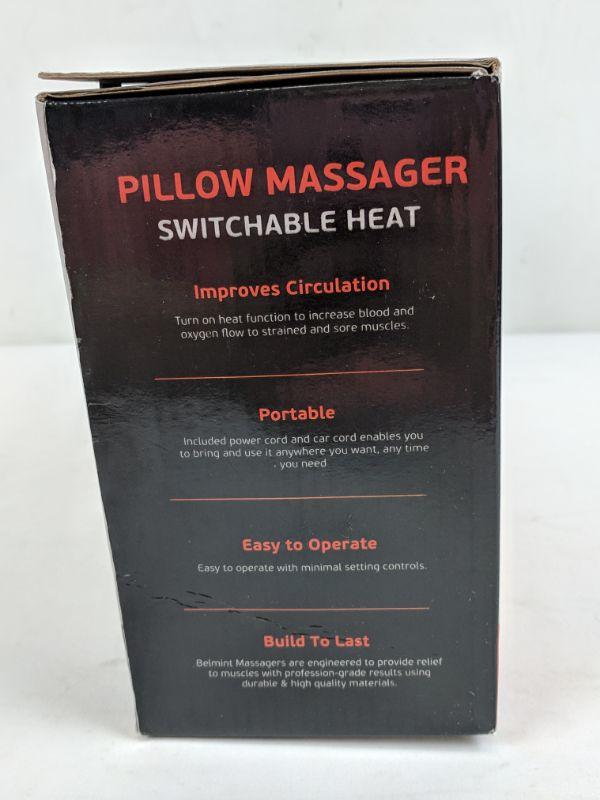 PILLOW MASSAGER
SWITCHABLE HEAT
Improves Circulation
Turn on heat function to increase blood and
oxygen flow to strained and sore muscles.
Portable
Included power cord and car cord enables you
to bring and use it anywhere you want, any time
. you need
Easy to Operate
Easy to operate with minimal setting controls.
Build To Last
Belmint Massagers are engineered to provide relief
to muscles with profession-grade results using
durable & high quality materials.